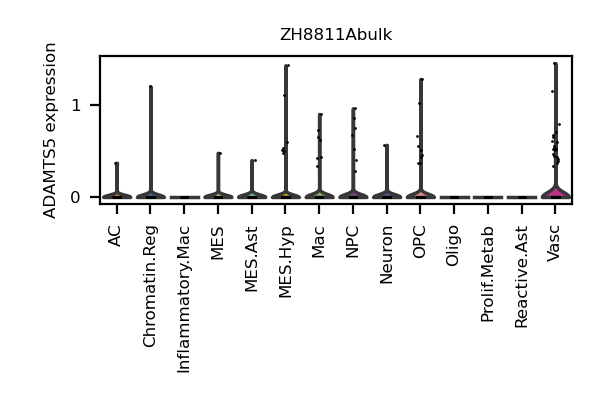 ZH8811Abulk
ADAMTS5 expression
1
0
AC
Chromatin.Reg
Inflammatory.Mac
MES
MES.Ast
MES.Hyp
Mac
NPC
Neuron
OPC
Oligo
Prolif.Metab
Reactive.Ast
Vasc